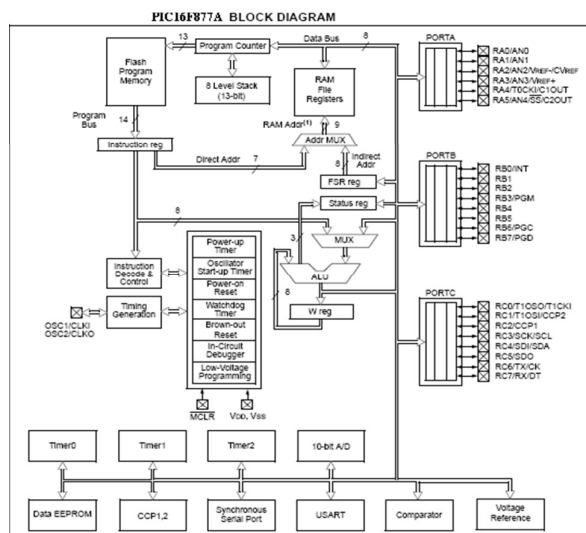 PIC16F877A BLOCK DIAGRAM
13
Data Bus
8
PORTA
Flash
Program
Memory
Program Counter
8 Level Stack
(13-bit)
RAM
File
Registers
RA0/AN0
RA1/AN1
RA2/AN2/VREF-/CVREF
RA3/AN3/VREF+
RA4/T0CKI/C1OUT
RA5/AN4/SS/C2OUT
Program
Bus
14
RAM Addr(1)
9
Instruction reg
Addr MUX
Direct Addr
7
8
Indirect
Addr
FSR reg
Status reg
PORTB
RB0/INT
RB1
RB2
RB3/PGM
RB4
RB5
RB6/PGC
RB7/PGD
8
3
MUX
ALU
8
W reg
Instruction
Decode &
Control
Timing
Generation
OSC1/CLKI
OSC2/CLKO
Power-up
Timer
Oscillator
Start-up Timer
Power-on
Reset
Watchdog
Timer
Brown-out
Reset
In-Circuit
Debugger
Low-Voltage
Programming
MCLR
VDD, VSS
PORTC
RC0/T1OSO/T1CKI
RC1/T1OSI/CCP2
RC2/CCP1
RC3/SCK/SCL
RC4/SDI/SDA
RC5/SDO
RC6/TX/CK
RC7/RX/DT
Timer0
Timer1
Timer2
10-bit A/D
Data EEPROM
CCP1,2
Synchronous
Serial Port
USART
Comparator
Voltage
Reference